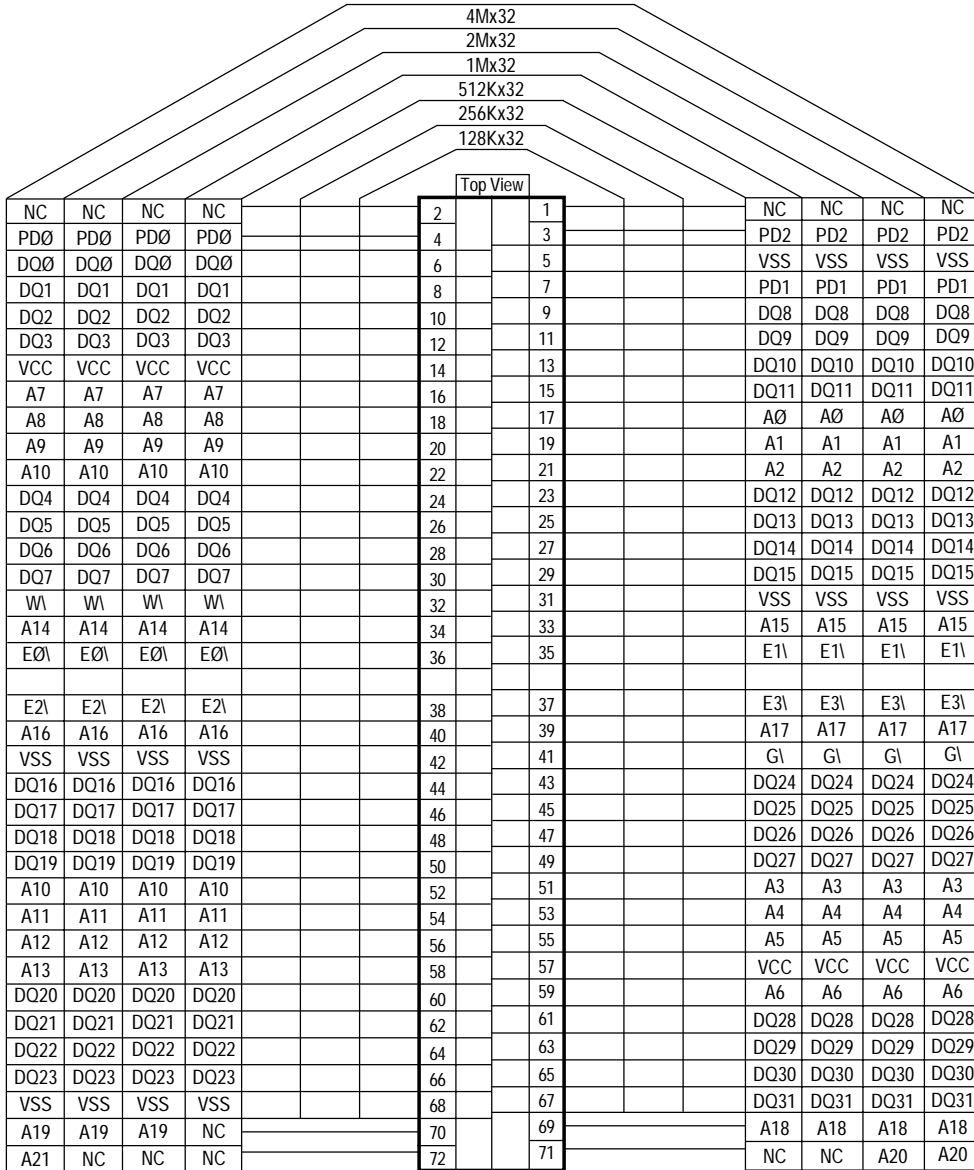 4Mx32
2Mx32
1Mx32
512Kx32
256Kx32
128Kx32
Top View
NC NC NC NC 2 1 NC NC NC NC
PDØ PDØ PDØ PDØ 4 3 PD2 PD2 PD2 PD2
DQØ DQØ DQØ DQØ 6 5 VSS VSS VSS VSS
DQ1 DQ1 DQ1 DQ1 8 7 PD1 PD1 PD1 PD1
DQ2 DQ2 DQ2 DQ2 10 9 DQ8 DQ8 DQ8 DQ8
DQ3 DQ3 DQ3 DQ3 12 11 DQ9 DQ9 DQ9 DQ9
VCC VCC VCC VCC 14 13 DQ10 DQ10 DQ10 DQ10
A7 A7 A7 A7 16 15 DQ11 DQ11 DQ11 DQ11
A8 A8 A8 A8 18 17 AØ AØ AØ AØ
A9 A9 A9 A9 20 19 A1 A1 A1 A1
A10 A10 A10 A10 22 21 A2 A2 A2 A2
DQ4 DQ4 DQ4 DQ4 24 23 DQ12 DQ12 DQ12 DQ12
DQ5 DQ5 DQ5 DQ5 26 25 DQ13 DQ13 DQ13 DQ13
DQ6 DQ6 DQ6 DQ6 28 27 DQ14 DQ14 DQ14 DQ14
DQ7 DQ7 DQ7 DQ7 30 29 DQ15 DQ15 DQ15 DQ15
W\ W\ W\ W\ 32 31 VSS VSS VSS VSS
A14 A14 A14 A14 34 33 A15 A15 A15 A15
EØ\ EØ\ EØ\ EØ\ 36 35 E1\ E1\ E1\ E1\
E2\ E2\ E2\ E2\ 38 37 E3\ E3\ E3\ E3\
A16 A16 A16 A16 40 39 A17 A17 A17 A17
VSS VSS VSS VSS 42 41 G\ G\ G\ G\
DQ16 DQ16 DQ16 DQ16 44 43 DQ24 DQ24 DQ24 DQ24
DQ17 DQ17 DQ17 DQ17 46 45 DQ25 DQ25 DQ25 DQ25
DQ18 DQ18 DQ18 DQ18 48 47 DQ26 DQ26 DQ26 DQ26
DQ19 DQ19 DQ19 DQ19 50 49 DQ27 DQ27 DQ27 DQ27
A10 A10 A10 A10 52 51 A3 A3 A3 A3
A11 A11 A11 A11 54 53 A4 A4 A4 A4
A12 A12 A12 A12 56 55 A5 A5 A5 A5
A13 A13 A13 A13 58 57 VCC VCC VCC VCC
DQ20 DQ20 DQ20 DQ20 60 59 A6 A6 A6 A6
DQ21 DQ21 DQ21 DQ21 62 61 DQ28 DQ28 DQ28 DQ28
DQ22 DQ22 DQ22 DQ22 64 63 DQ29 DQ29 DQ29 DQ29
DQ23 DQ23 DQ23 DQ23 66 65 DQ30 DQ30 DQ30 DQ30
VSS VSS VSS VSS 68 67 DQ31 DQ31 DQ31 DQ31
A19 A19 A19 NC 70 69 A18 A18 A18 A18
A21 NC NC NC 72 71 NC NC A20 A20